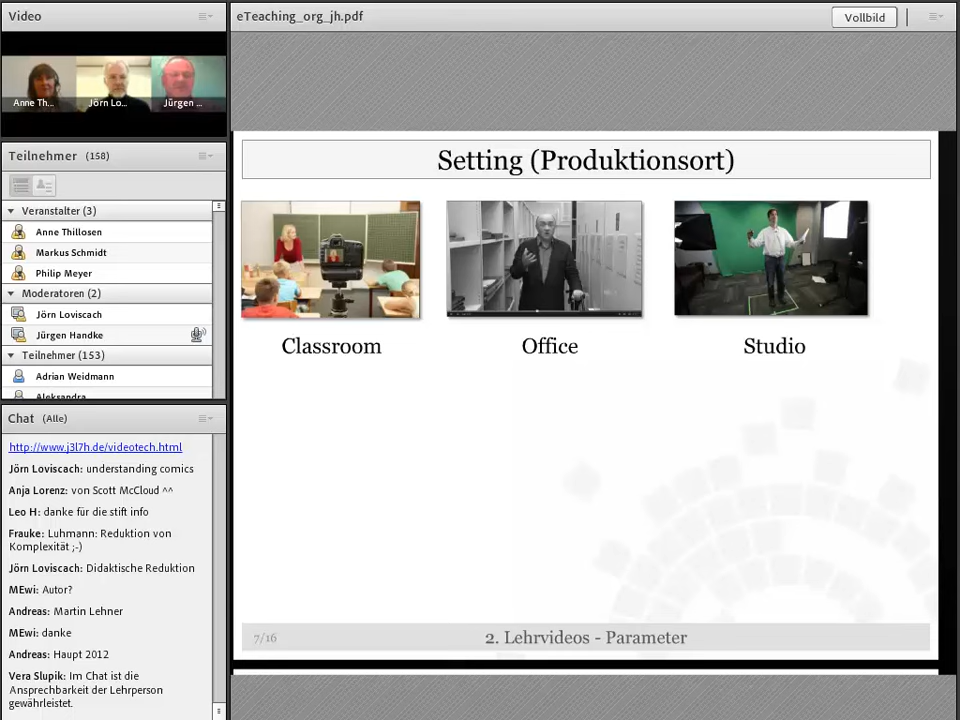 Video
Anne Th...
Jörn Lo...
Jürgen ...
Teilnehmer (158)
Veranstalter (3)
Anne Thillosen
Markus Schmidt
Philip Meyer
Moderatoren (2)
Jörn Loviscach
Jürgen Handke
Teilnehmer (153)
Adrian Weidmann
Aleksandra
Chat (Alle)
http://www.j3l7h.de/videotech.html
Jörn Loviscach: understanding comics
Anja Lorenz: von Scott McCloud ^^
Leo H: danke für die stift info
Frauke: Luhmann: Reduktion von
Komplexität ;-)
Jörn Loviscach: Didaktische Reduktion
MEwi: Autor?
Andreas: Martin Lehner
MEwi: danke
Andreas: Haupt 2012
Vera Slupik: Im Chat ist die
Ansprechbarkeit der Lehrperson
gewährleistet.
eTeaching_org_jh.pdf
Vollbild
Setting (Produktionsort)
Classroom
Office
Studio
7/16
2. Lehrvideos - Parameter